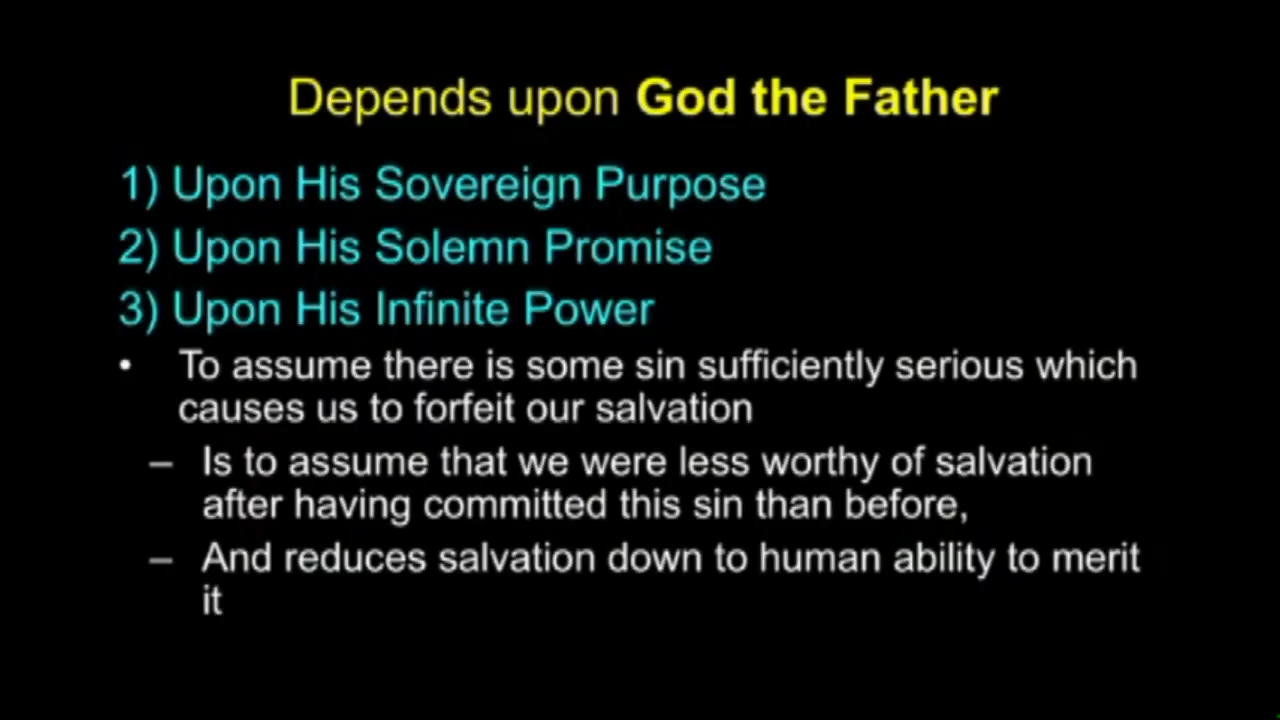 Depends upon God the Father
1) Upon His Sovereign Purpose
2) Upon His Solemn Promise
3) Upon His Infinite Power
• To assume there is some sin sufficiently serious which
causes us to forfeit our salvation
– Is to assume that we were less worthy of salvation
after having committed this sin than before,
– And reduces salvation down to human ability to merit
it